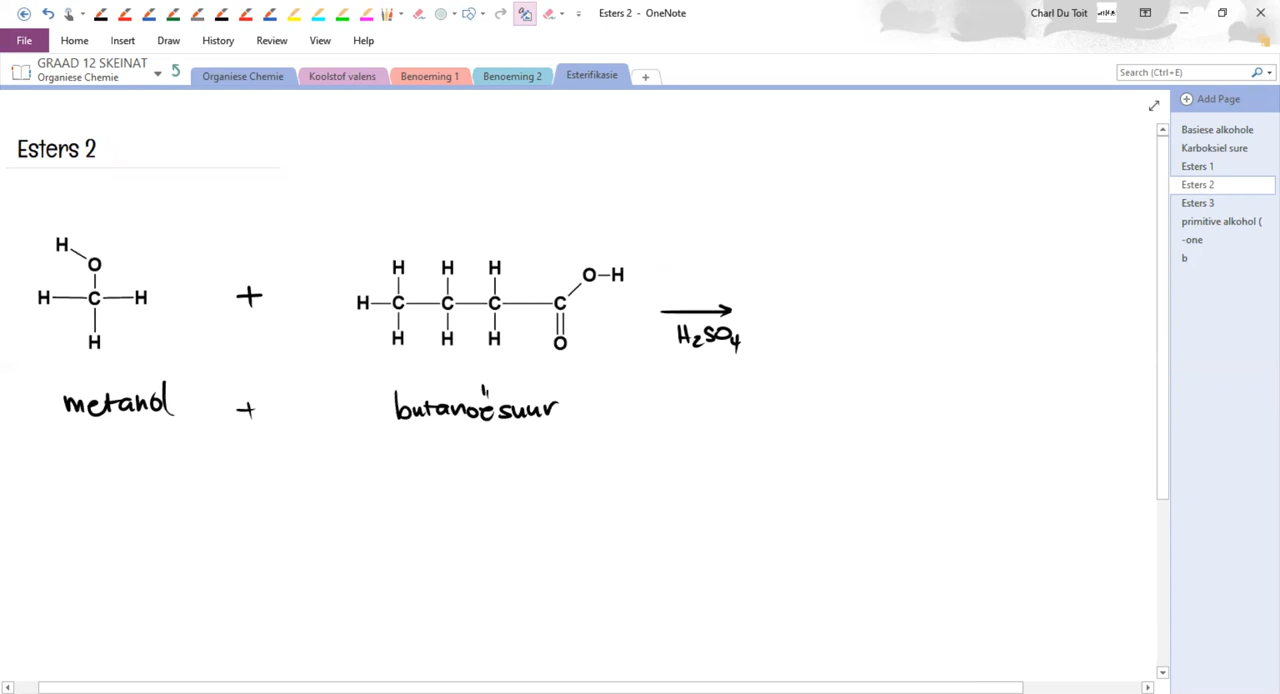 Esters 2 - OneNote
Charl Du Toit
File Home Insert Draw History Review View Help
GRAAD 12 SKEINAT
Organiese Chemie
Organiese Chemie Koolstof valens Benoeming 1 Benoeming 2 Esterifikasie +
Search (Ctrl+E)
Add Page
Basiese alkohole
Karboksiel sure
Esters 1
Esters 2
Esters 3
primitive alkohol (
-one
b
Esters 2
H
O
H C H
H
+
H H H O-H
H C C C C
H H H O
H₂SO₄
metanol + butanoësuur